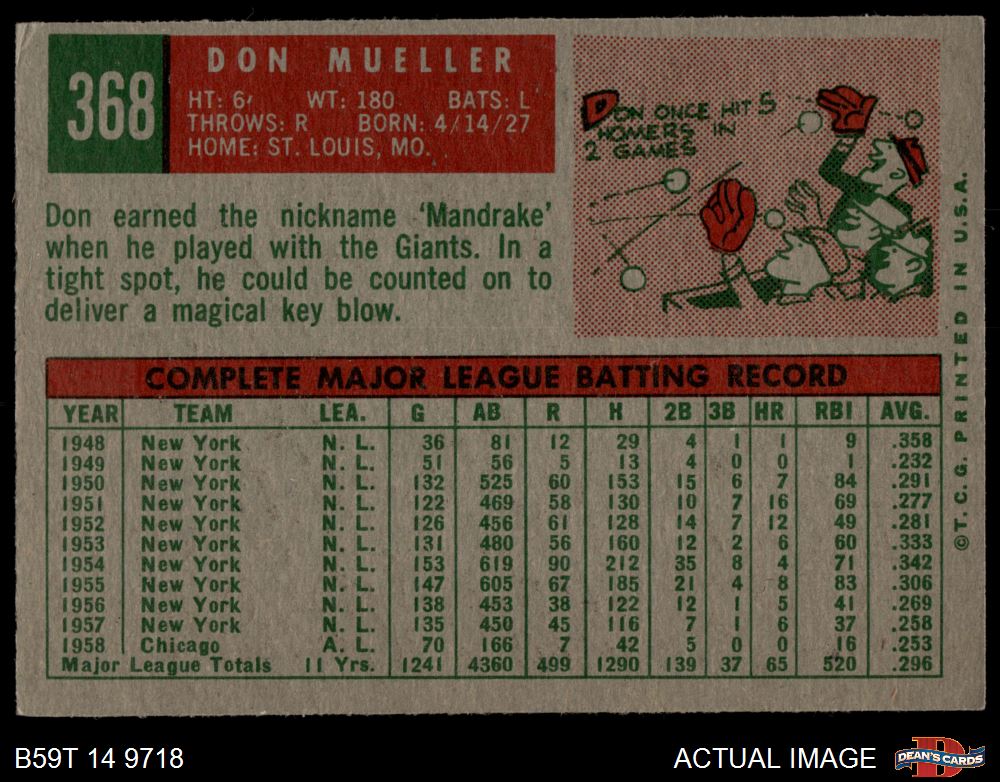 368
DON MUELLER
HT: 6' WT: 180 BATS: L
THROWS: R BORN: 4/14/27
HOME: ST. LOUIS, MO.
DON ONCE HIT 5
HOMERS IN
2 GAMES
Don earned the nickname 'Mandrake'
when he played with the Giants. In a
tight spot, he could be counted on to
deliver a magical key blow.
COMPLETE MAJOR LEAGUE BATTING RECORD
YEAR TEAM LEA. G AB R H 2B 3B HR RBI AVG.
1948 New York N. L. 36 81 12 29 4 1 1 9 .358
1949 New York N. L. 51 56 5 13 4 0 0 1 .232
1950 New York N. L. 132 525 60 153 15 6 7 84 .291
1951 New York N. L. 122 469 58 130 10 7 16 69 .277
1952 New York N. L. 126 456 61 128 14 7 12 49 .281
1953 New York N. L. 131 480 56 160 12 2 6 60 .333
1954 New York N. L. 153 619 90 212 35 8 4 71 .342
1955 New York N. L. 147 605 67 185 21 4 8 83 .306
1956 New York N. L. 138 453 38 122 12 1 5 41 .269
1957 New York N. L. 135 450 45 116 7 1 6 37 .258
1958 Chicago A. L. 70 166 7 42 5 0 0 16 .253
Major League Totals 11 Yrs. 1241 4360 499 1290 139 37 65 520 .296
©T. C. G. PRINTED IN U.S.A.
B59T 14 9718
ACTUAL IMAGE
D
DEAN'S CARDS